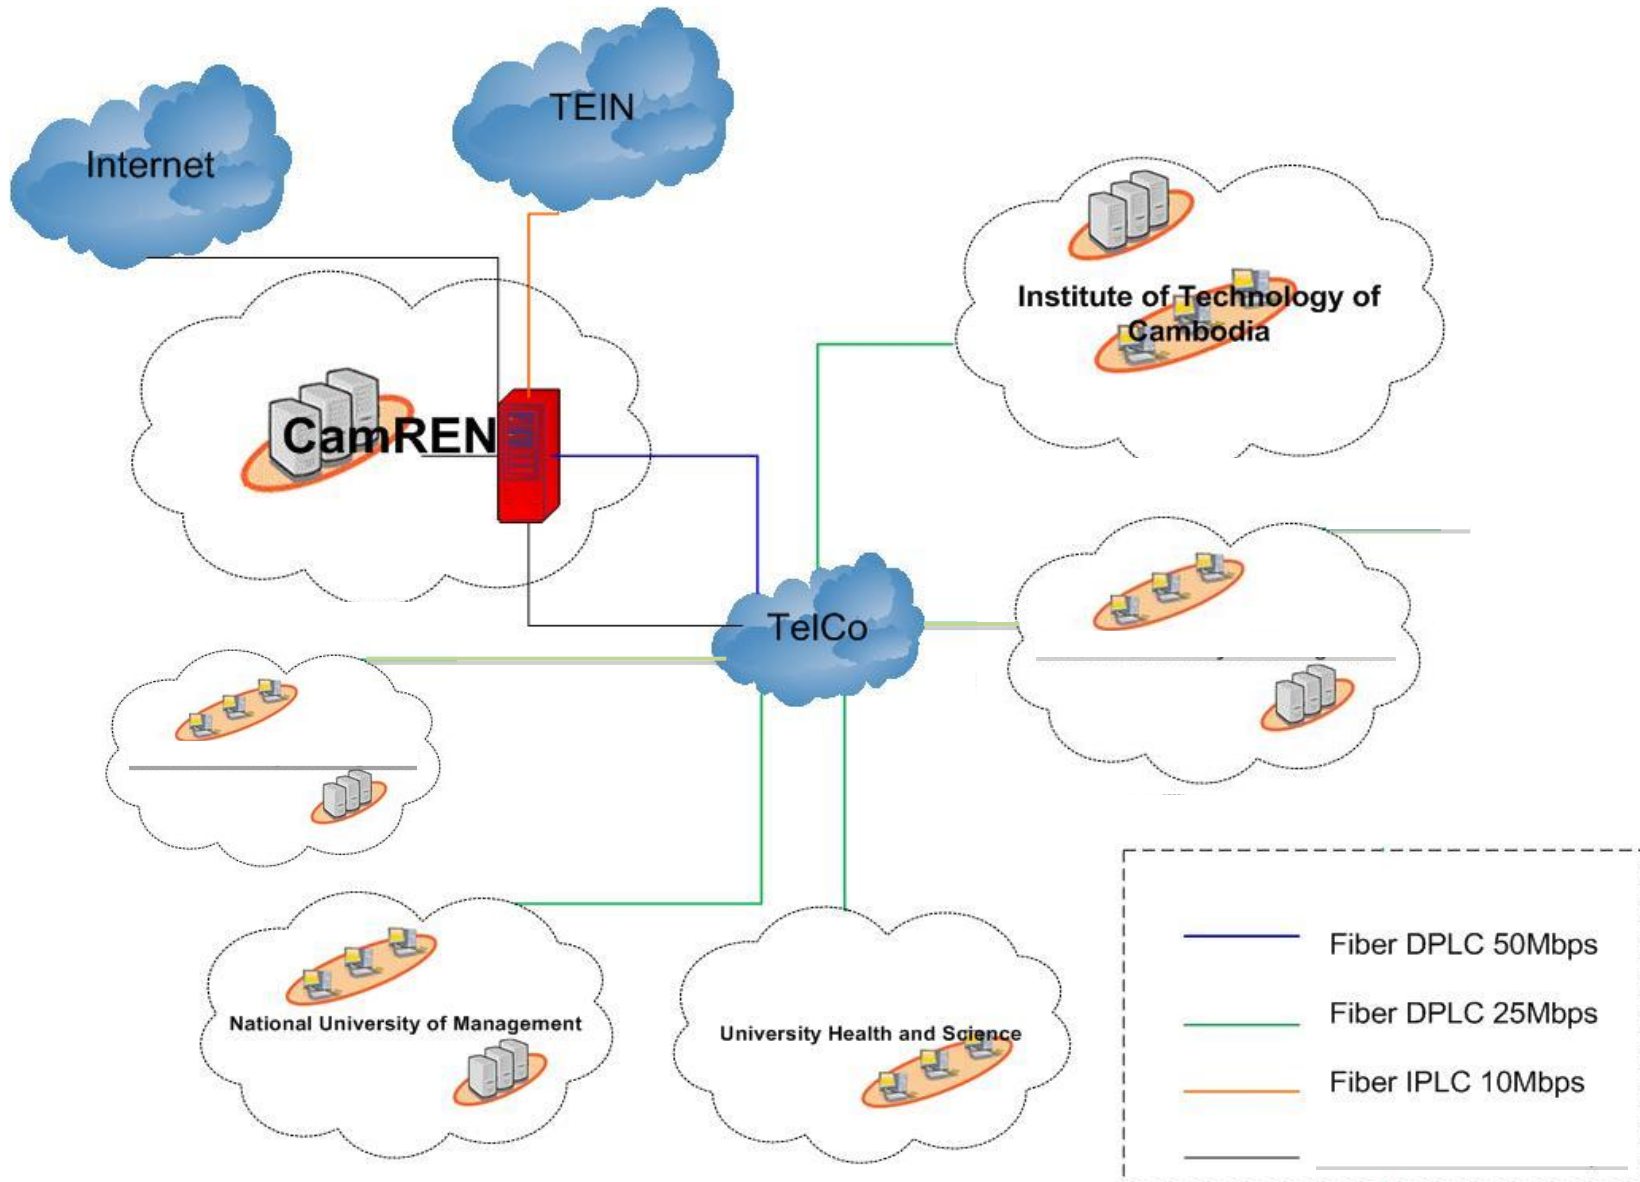 TEIN
Internet
Institute of Technology of
Cambodia
CamREN
TelCo
National University of Management
University Health and Science
Fiber DPLC 50Mbps
Fiber DPLC 25Mbps
Fiber IPLC 10Mbps